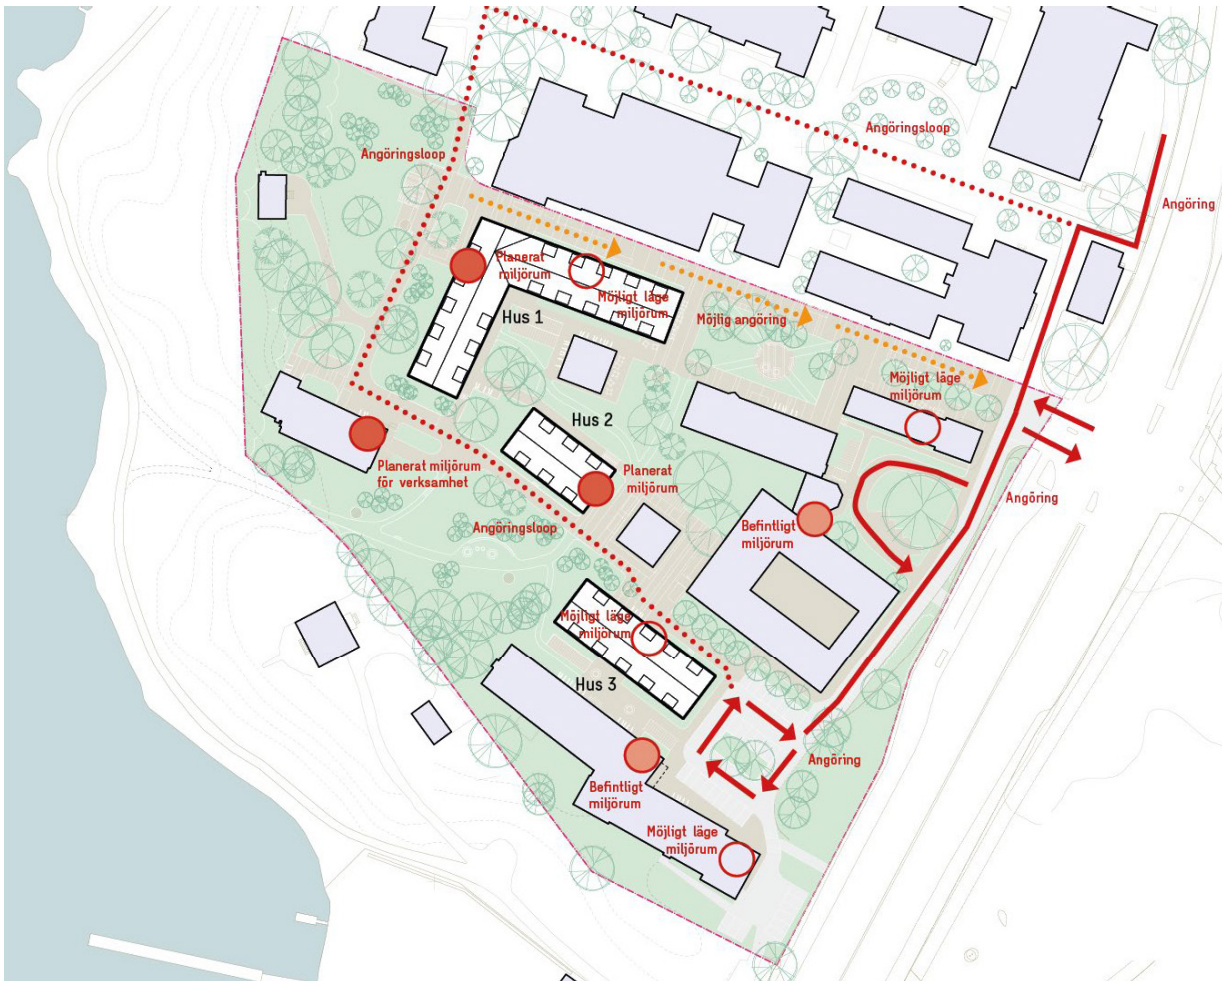 Angöringsloop
Angöringsloop
Angöring
Planerat
miljörum
Möjligt läge
miljörum
Hus 1
Möjlig angöring
Möjligt läge
miljörum
Hus 2
Planerat miljörum
för verksamhet
Planerat
miljörum
Angöring
Angöringsloop
Befintligt
miljörum
Möjligt läge
miljörum
Hus 3
Angöring
Befintligt
miljörum
Möjligt läge
miljörum